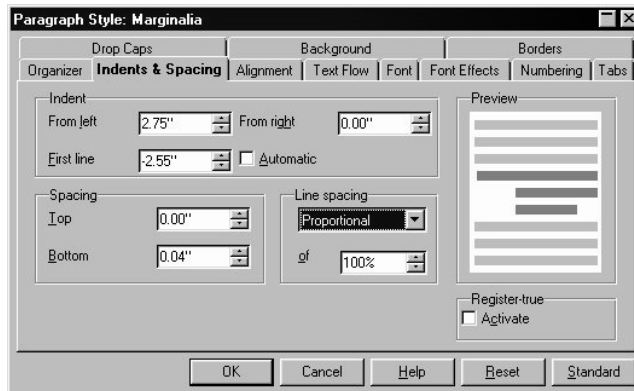 Paragraph Style: Marginalia
Drop Caps Background Borders
Organizer Indents & Spacing Alignment Text Flow Font Font Effects Numbering Tabs
Indent
From left 2.75" From right 0.00"
First line -2.55" Automatic
Spacing
Top 0.00"
Bottom 0.04"
Line spacing
Proportional
of 100%
Preview
Register-true
Activate
OK Cancel Help Reset Standard